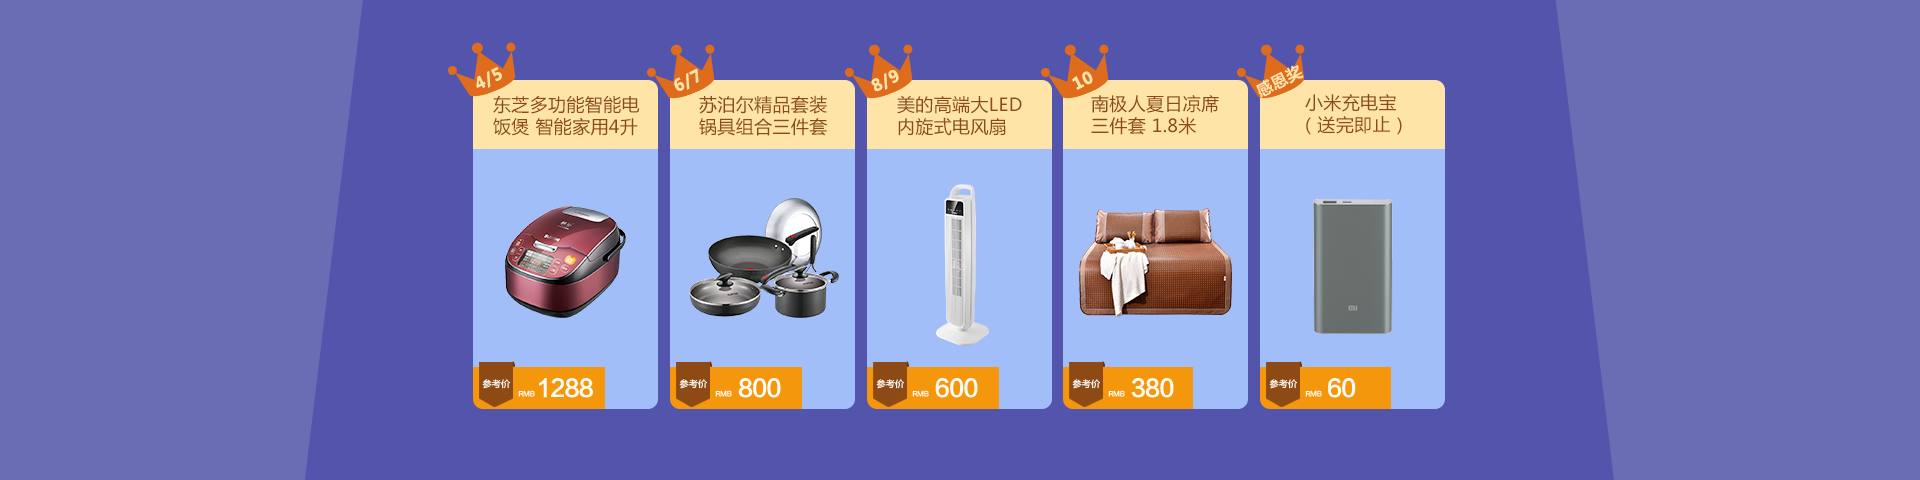 4/5
东芝多功能智能电
饭煲 智能家用4升
参考价
RMB 1288
6/7
苏泊尔精品套装
锅具组合三件套
参考价
RMB 800
8/9
美的高端大LED
内旋式电风扇
参考价
RMB 600
10
南极人夏日凉席
三件套 1.8米
参考价
RMB 380
感恩奖
小米充电宝
( 送完即止 )
mi
参考价
RMB 60